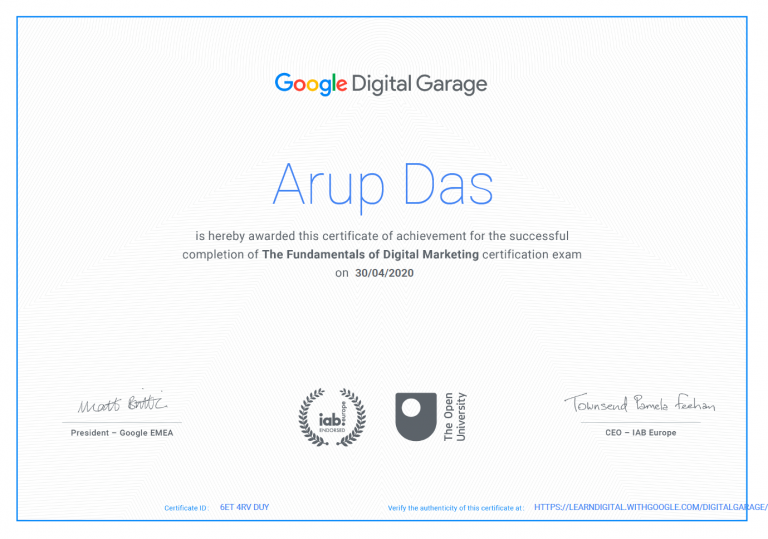 Google Digital Garage
Arup Das
is hereby awarded this certificate of achievement for the successful
completion of The Fundamentals of Digital Marketing certification exam
on 30/04/2020
Matt
President – Google EMEA
iab.
europe
ENDORSED
The Open
University
Townsend Pamela Feehan
CEO – IAB Europe
Certificate ID : 6ET 4RV DUY
Verify the authenticity of this certificate at : HTTPS://LEARNDIGITAL.WITHGOOGLE.COM/DIGITALGARAGE/